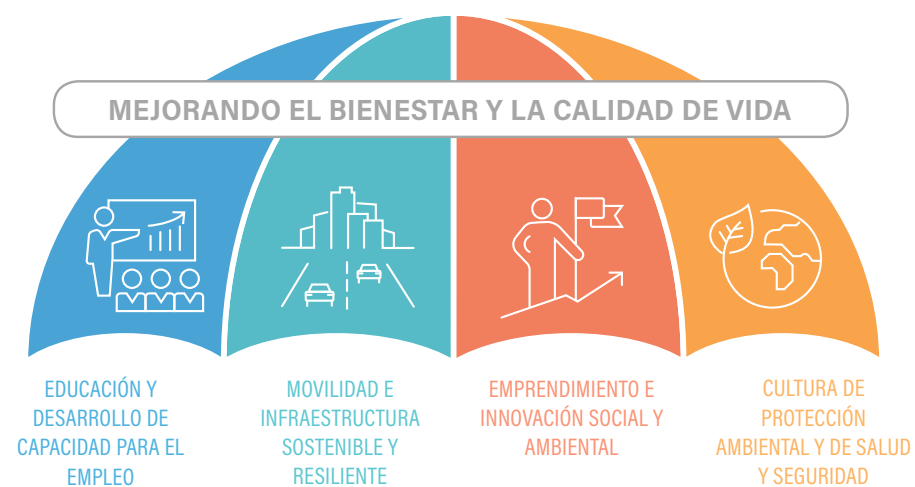 MEJORANDO EL BIENESTAR Y LA CALIDAD DE VIDA
EDUCACIÓN Y
DESARROLLO DE
CAPACIDAD PARA EL
EMPLEO
MOVILIDAD E
INFRAESTRUCTURA
SOSTENIBLE Y
RESILIENTE
EMPRENDIMIENTO E
INNOVACIÓN SOCIAL Y
AMBIENTAL
CULTURA DE
PROTECCIÓN
AMBIENTAL Y DE SALUD
Y SEGURIDAD